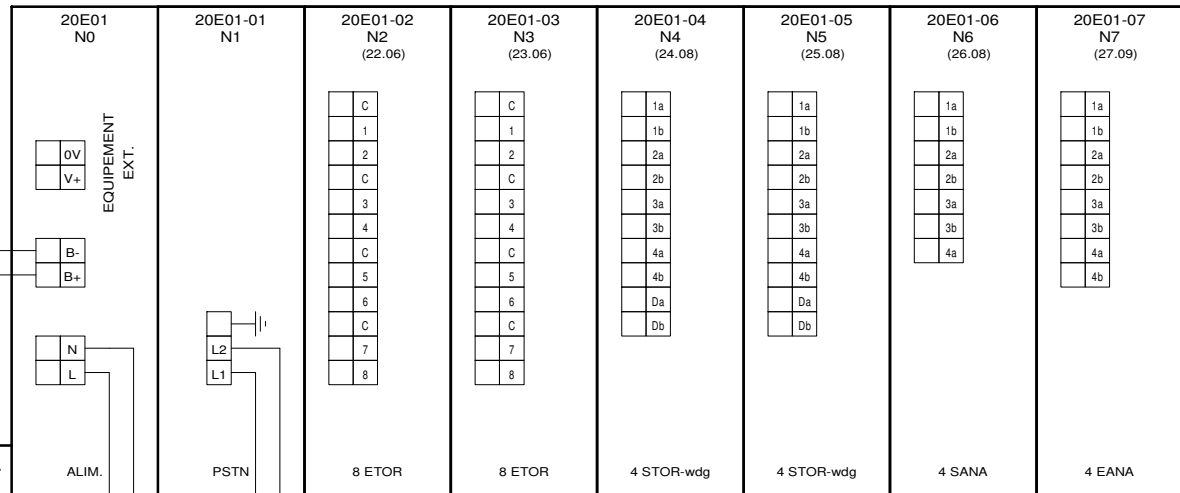 20E01
N0
EQUIPEMENT
EXT.
0V
V+
B-
B+
N
L
ALIM.
20E01-01
N1
L2
L1
PSTN
20E01-02
N2
(22.06)
C
1
2
C
3
4
C
5
6
C
7
8
8 ETOR
20E01-03
N3
(23.06)
C
1
2
C
3
4
C
5
6
C
7
8
8 ETOR
20E01-04
N4
(24.08)
1a
1b
2a
2b
3a
3b
4a
4b
Da
Db
4 STOR-wdg
20E01-05
N5
(25.08)
1a
1b
2a
2b
3a
3b
4a
4b
Da
Db
4 STOR-wdg
20E01-06
N6
(26.08)
1a
1b
2a
2b
3a
3b
4a
4 SANA
20E01-07
N7
(27.09)
1a
1b
2a
2b
3a
3b
4a
4b
4 EANA